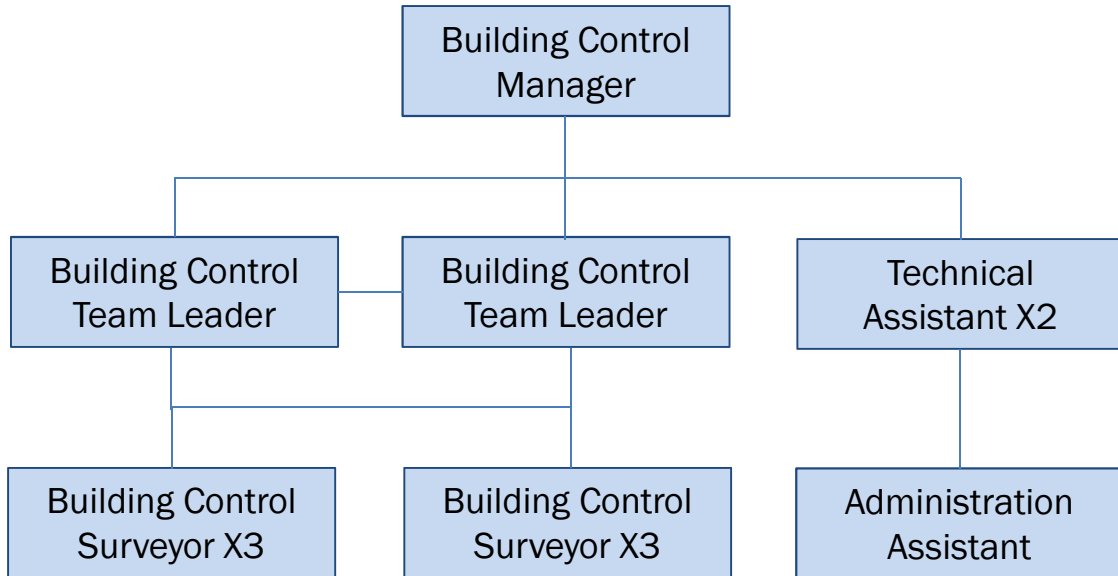 Building Control
Manager
Building Control
Team Leader
Building Control
Team Leader
Technical
Assistant X2
Building Control
Surveyor X3
Building Control
Surveyor X3
Administration
Assistant